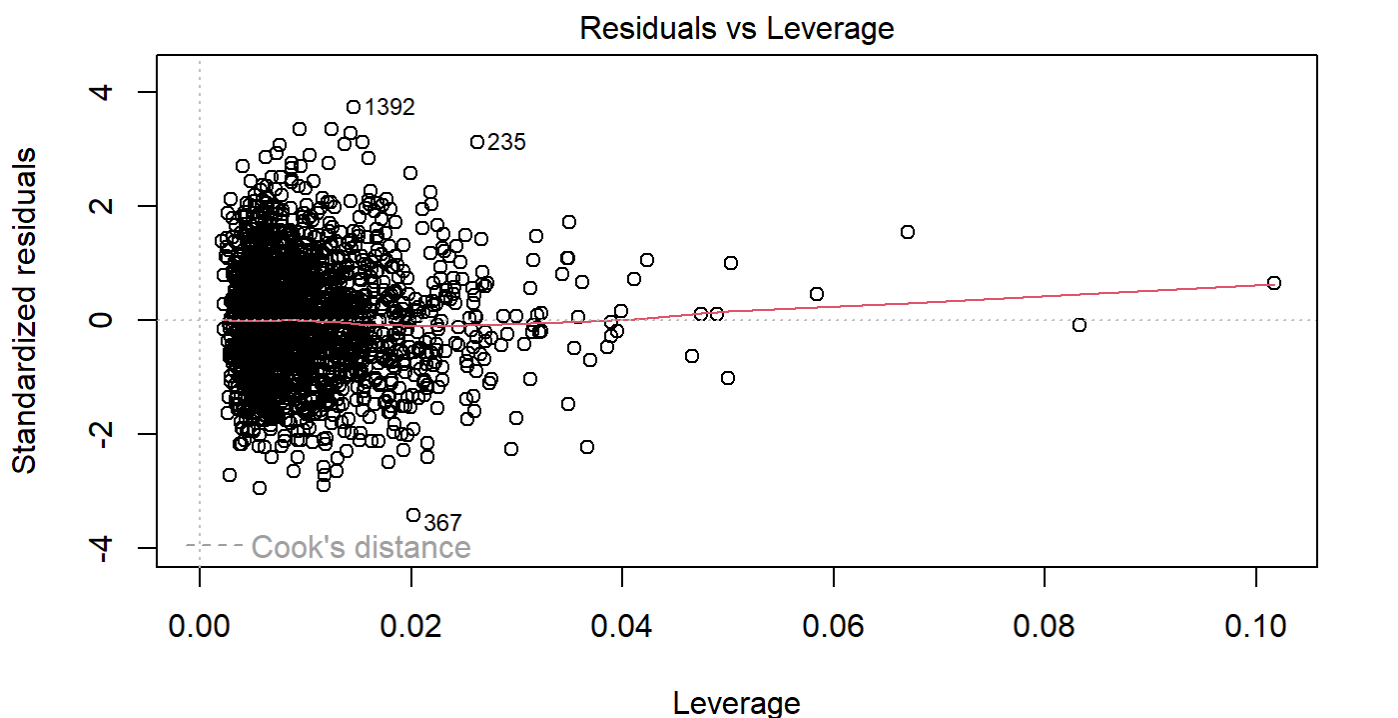 Residuals vs Leverage
Standardized residuals
4
2
0
-2
-4
1392
235
367
Cook's distance
0.00 0.02 0.04 0.06 0.08 0.10
Leverage